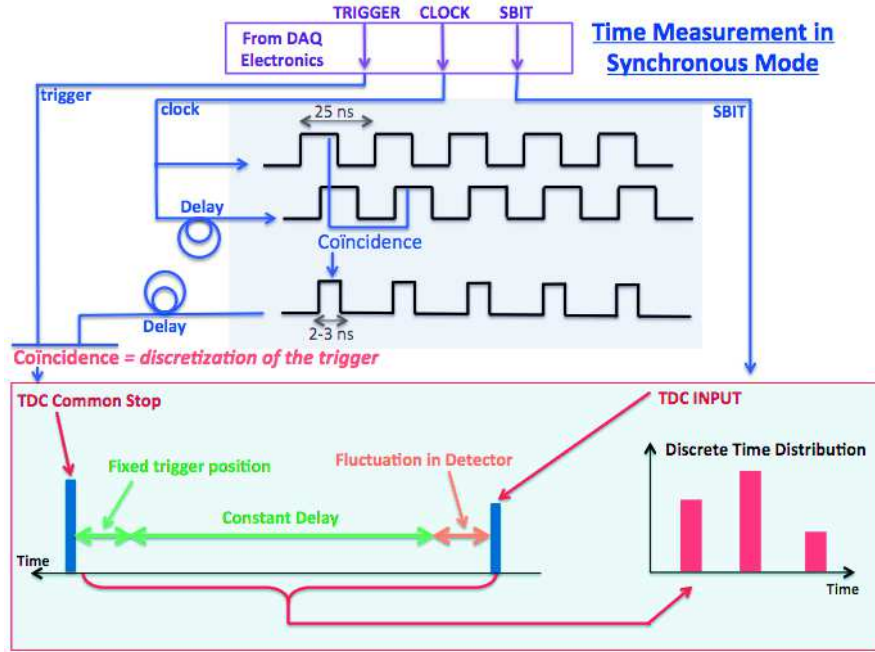 TRIGGER CLOCK SBIT
From DAQ
Electronics
Time Measurement in
Synchronous Mode
trigger
clock
SBIT
25 ns
Delay
Coïncidence
Delay
2-3 ns
Coïncidence = discretization of the trigger
TDC Common Stop
TDC INPUT
Fixed trigger position
Fluctuation in Detector
Constant Delay
Time
Discrete Time Distribution
Time